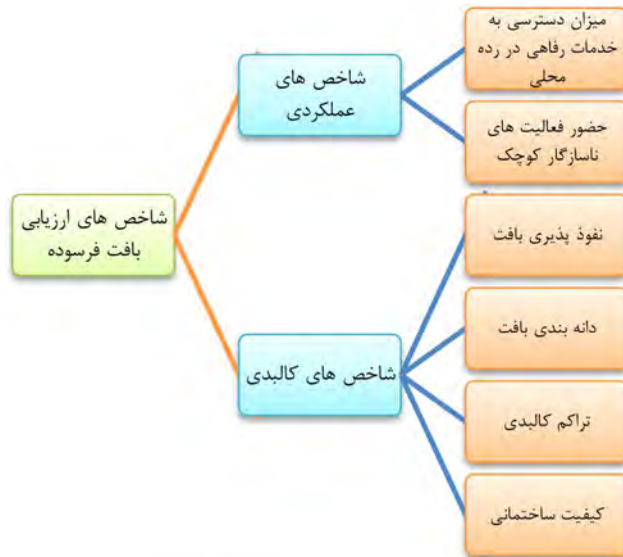 شاخص های ارزیابی
بافت فرسوده
شاخص های
عملکردی
میزان دسترسی به
خدمات رفاهی در رده
محلی
حضور فعالیت های
ناسازگار کوچک
شاخص های کالبدی
نفوذ پذیری بافت
دانه بندی بافت
تراکم کالبدی
کیفیت ساختمانی